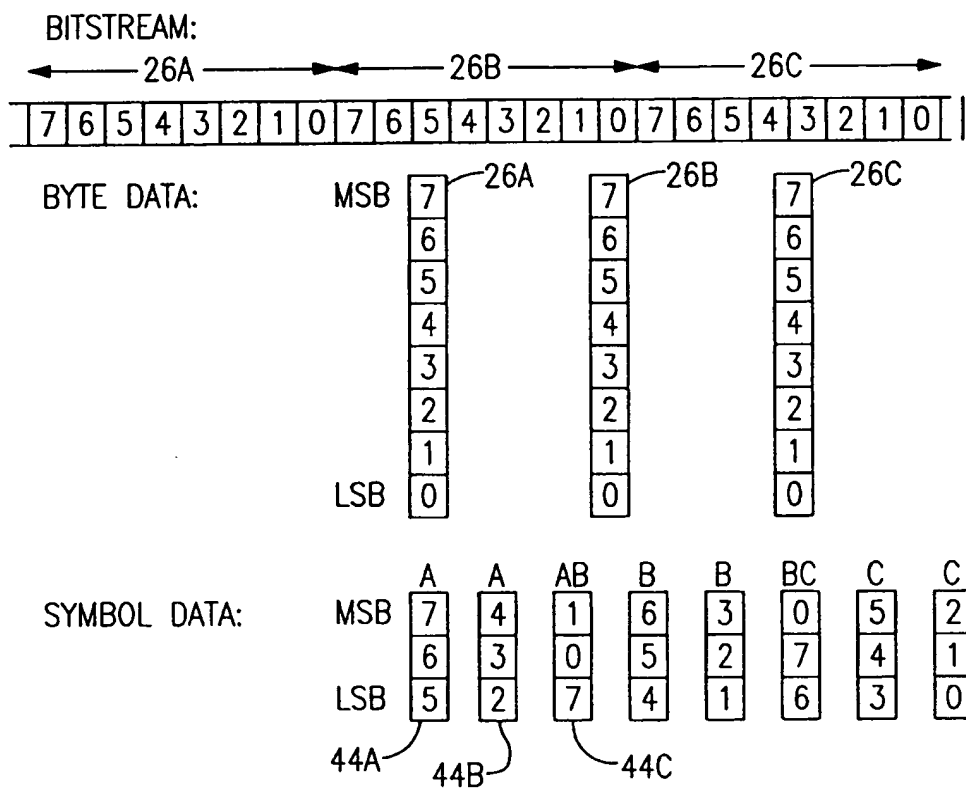 BITSTREAM:
26A 26B 26C
7 6 5 4 3 2 1 0 7 6 5 4 3 2 1 0 7 6 5 4 3 2 1 0
26A 26B 26C
BYTE DATA: MSB 7 7 7
6 6 6
5 5 5
4 4 4
3 3 3
2 2 2
1 1 1
LSB 0 0 0
A A AB B B BC C C
SYMBOL DATA: MSB 7 4 1 6 3 0 5 2
6 3 0 5 2 7 4 1
LSB 5 2 7 4 1 6 3 0
44A 44B 44C